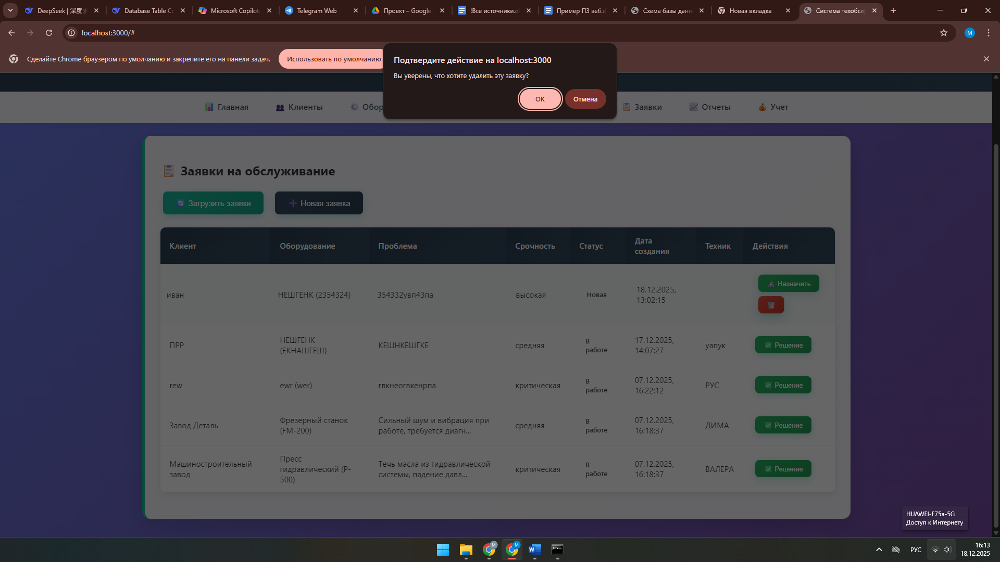 DeepSeek | 深度求
Database Table Co
Microsoft Copilot:
Telegram Web
Проект – Google
!Все источники.d
Пример ПЗ веб.d
Схема базы данн
Новая вкладка
Система техобслу
localhost:3000/#
M
Сделайте Chrome браузером по умолчанию и закрепите его на панели задач.
Использовать по умолчанию
Подтвердите действие на localhost:3000
Вы уверены, что хотите удалить эту заявку?
ОК
Отмена
Главная
Клиенты
Обор
Заявки
Отчеты
Учет
Заявки на обслуживание
Загрузить заявки
Новая заявка
Клиент
Оборудование
Проблема
Срочность
Статус
Дата
создания
Техник
Действия
иван
НЕШГЕНК (2354324)
354332увп43па
высокая
Новая
18.12.2025,
13:02:15
Назначить
ПРР
НЕШГЕНК
(ЕКНАШГЕШ)
КЕШНКЕШГКЕ
средняя
В
работе
17.12.2025,
14:07:27
уапук
Решение
rew
ewr (wer)
гвкнеогвкенрпа
критическая
В
работе
07.12.2025,
16:22:12
РУС
Решение
Завод Деталь
Фрезерный станок
(FM-200)
Сильный шум и вибрация при
работе, требуется диагн...
средняя
В
работе
07.12.2025,
16:18:37
ДИМА
Решение
Машиностроительный
завод
Пресс
гидравлический (P-
500)
Течь масла из гидравлической
системы, падение давл...
критическая
В
работе
07.12.2025,
16:18:37
ВАЛЕРА
Решение
HUAWEI-F75a-5G
Доступ к Интернету
M
M
РУС
16:13
18.12.2025